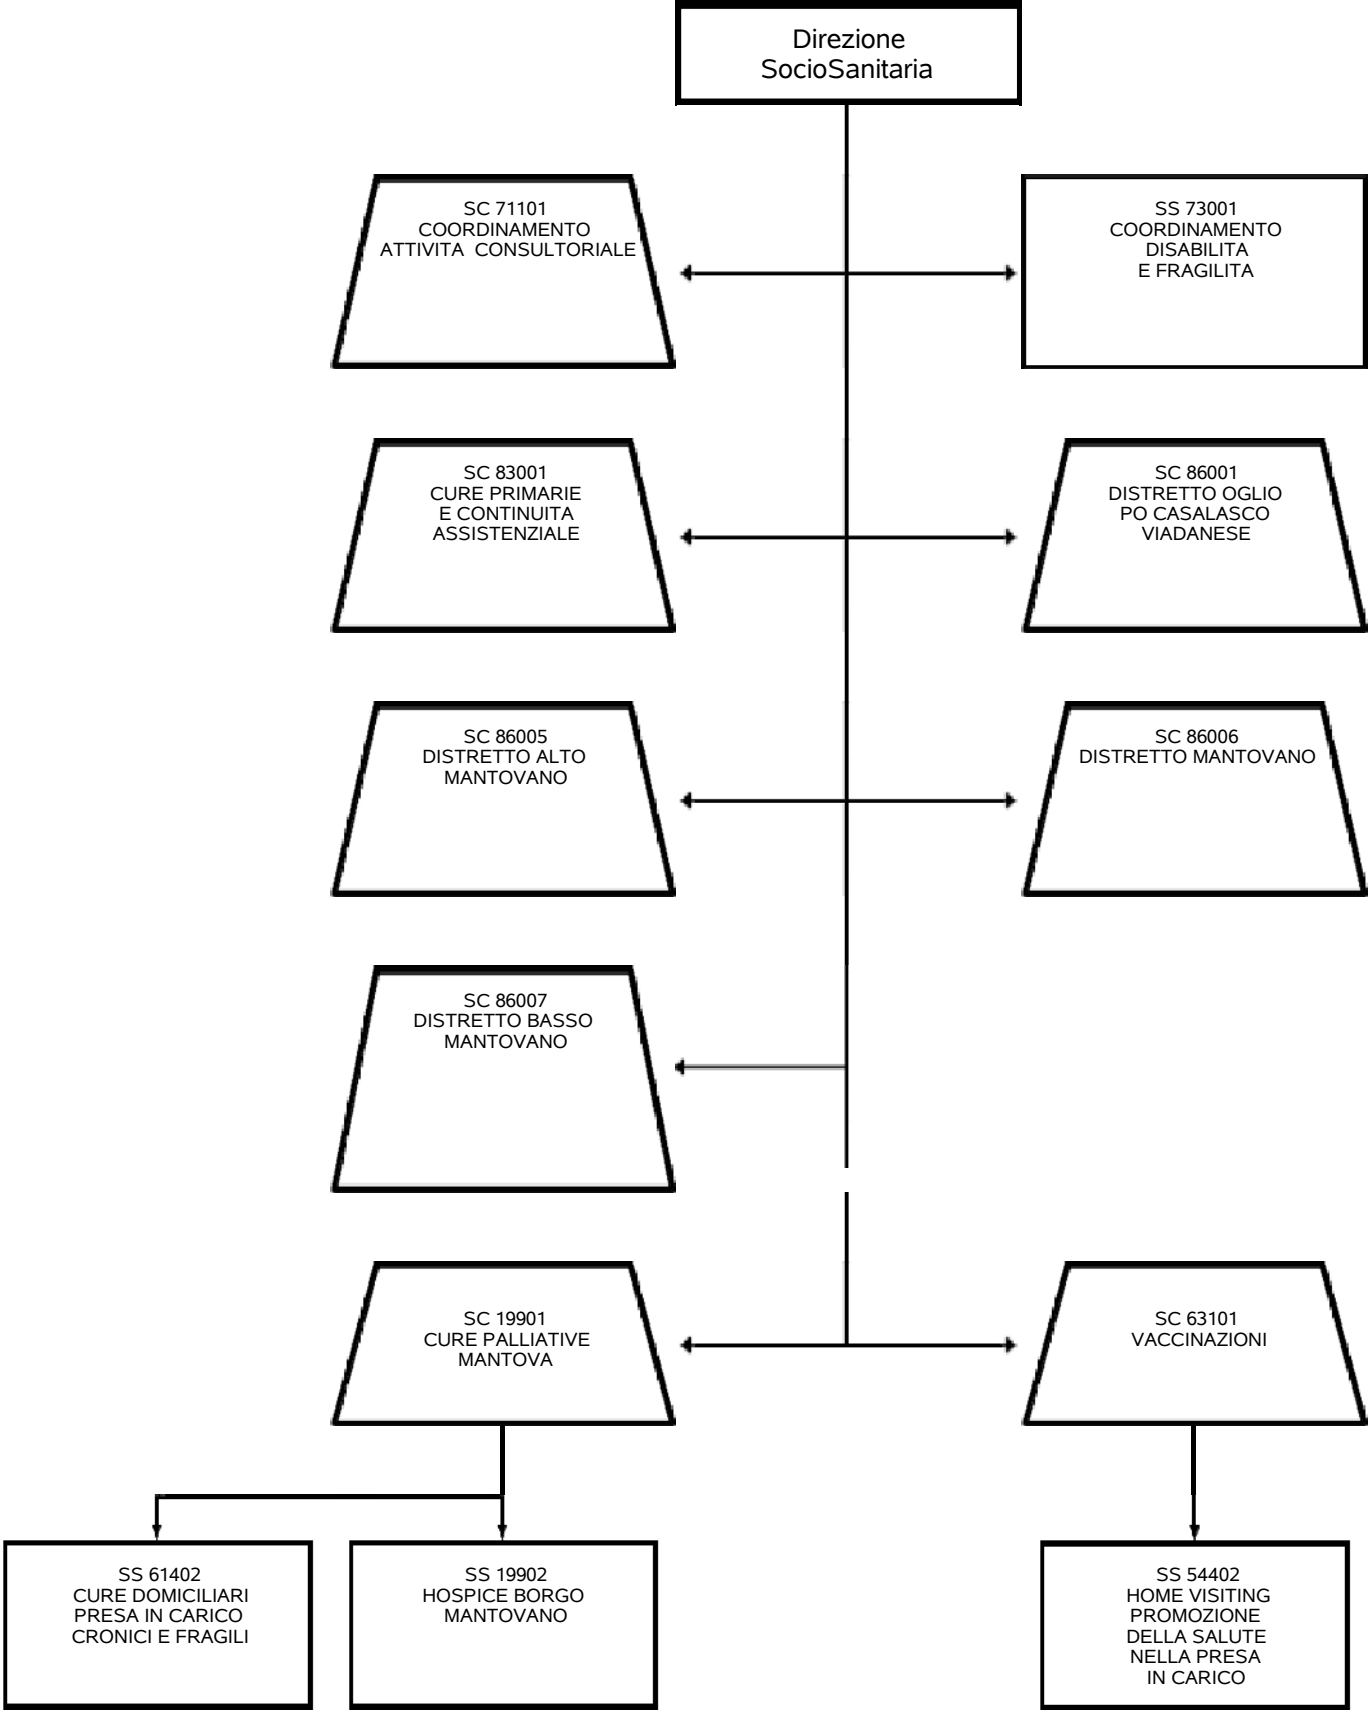 Direzione
SocioSanitaria
SC 71101
COORDINAMENTO
ATTIVITA CONSULTORIALE
SS 73001
COORDINAMENTO
DISABILITA
E FRAGILITA
SC 83001
CURE PRIMARIE
E CONTINUITA
ASSISTENZIALE
SC 86001
DISTRETTO OGLIO
PO CASALASCO
VIADANESE
SC 86005
DISTRETTO ALTO
MANTOVANO
SC 86006
DISTRETTO MANTOVANO
SC 86007
DISTRETTO BASSO
MANTOVANO
SC 19901
CURE PALLIATIVE
MANTOVA
SC 63101
VACCINAZIONI
SS 61402
CURE DOMICILIARI
PRESA IN CARICO
CRONICI E FRAGILI
SS 19902
HOSPICE BORGO
MANTOVANO
SS 54402
HOME VISITING
PROMOZIONE
DELLA SALUTE
NELLA PRESA
IN CARICO